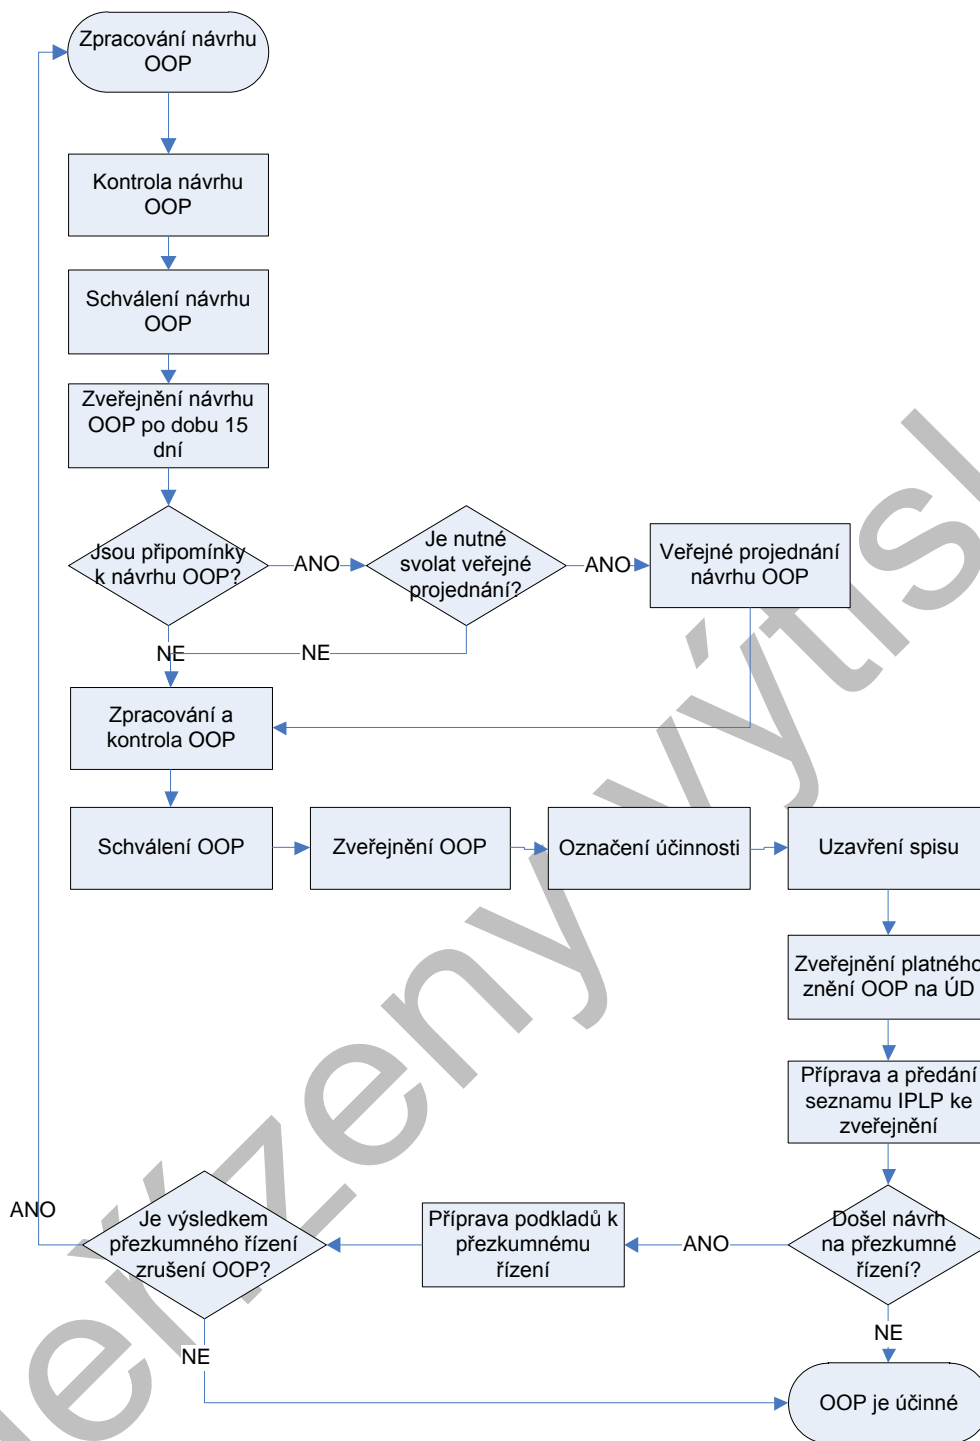 Zpracování návrhu
OOP
Kontrola návrhu
OOP
Schválení návrhu
OOP
Zveřejnění návrhu
OOP po dobu 15
dní
Jsou připomínky
k návrhu OOP?
ANO
Je nutné
svolat veřejné
projednání?
ANO
Veřejné projednání
návrhu OOP
NE
NE
Zpracování a
kontrola OOP
Schválení OOP
Zveřejnění OOP
Označení účinnosti
Uzavření spisu
Zveřejnění platného
znění OOP na ÚD
Příprava a předání
seznamu IPLP ke
zveřejnění
Došel návrh
na přezkumné
řízení?
ANO
Příprava podkladů k
přezkumnému
řízení
Je výsledkem
přezkumného řízení
zrušení OOP?
ANO
NE
NE
OOP je účinné